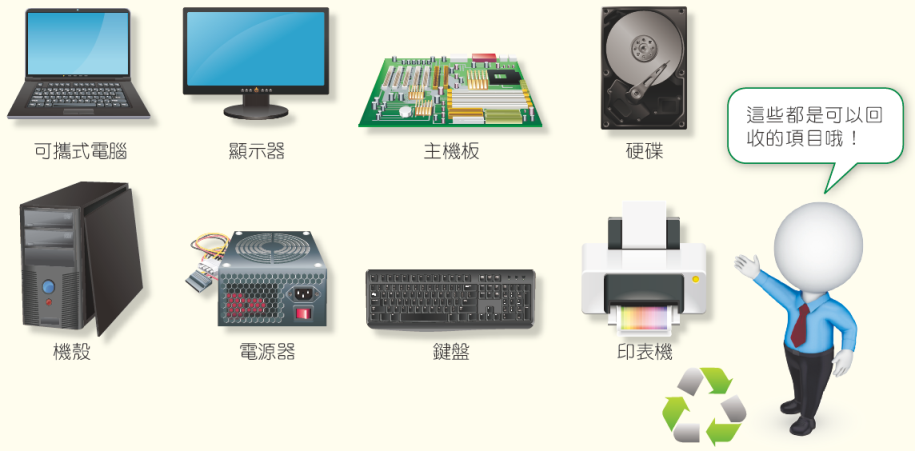 可攜式電腦
顯示器
主機板
硬碟
這些都是可以回
收的項目哦！
機殼
電源器
鍵盤
印表機